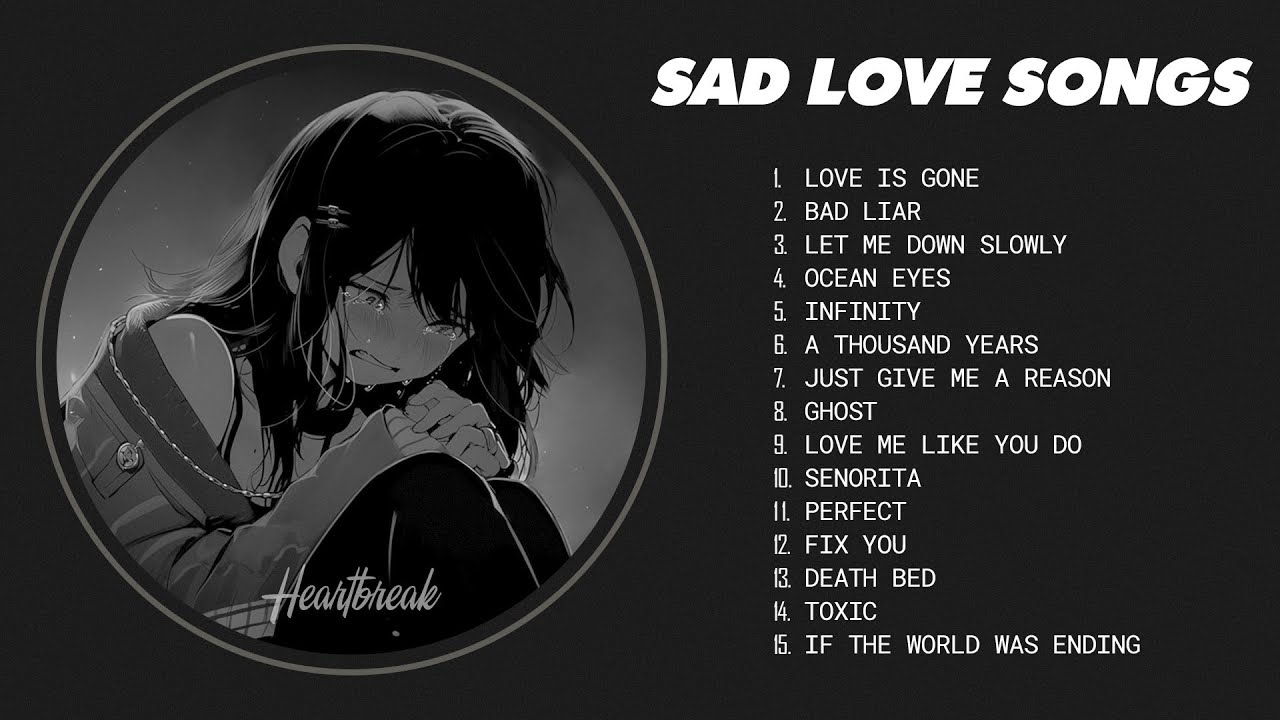 SAD LOVE SONGS
1. LOVE IS GONE
2. BAD LIAR
3. LET ME DOWN SLOWLY
4. OCEAN EYES
5. INFINITY
6. A THOUSAND YEARS
7. JUST GIVE ME A REASON
8. GHOST
9. LOVE ME LIKE YOU DO
10. SENORITA
11. PERFECT
12. FIX YOU
13. DEATH BED
14. TOXIC
15. IF THE WORLD WAS ENDING
Heartbreak